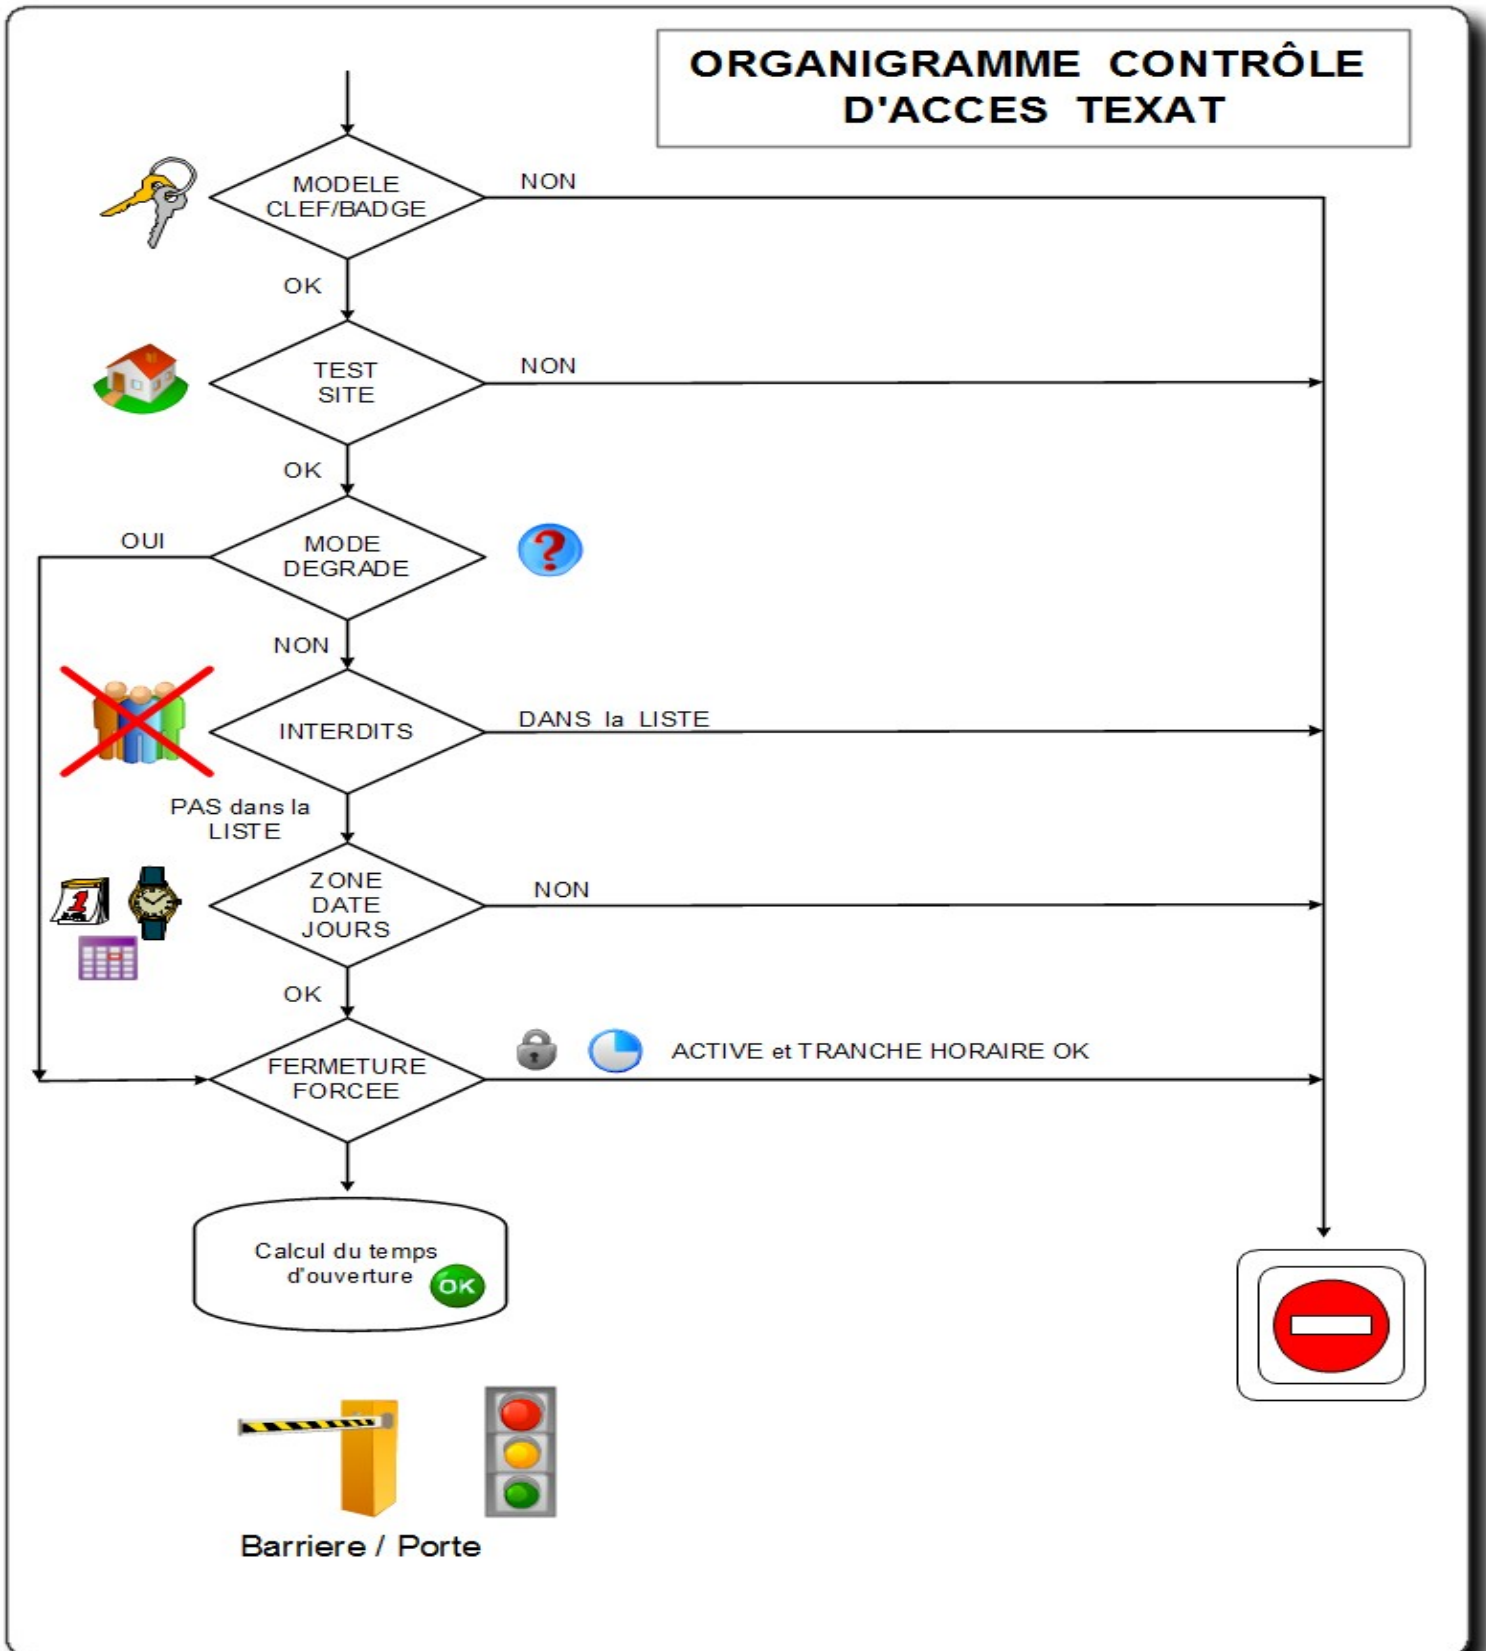 ORGANIGRAMME CONTRÔLE
D'ACCES TEXAT
MODELE
CLEF/BADGE
NON
OK
TEST
SITE
NON
OK
OUI
MODE
DEGRADE
?
NON
INTERDITS
DANS la LISTE
PAS dans la
LISTE
1
ZONE
DATE
JOURS
NON
OK
FERMETURE
FORCEE
ACTIVE et TRANCHE HORAIRE OK
Calcul du temps
d'ouverture
OK
Barriere / Porte